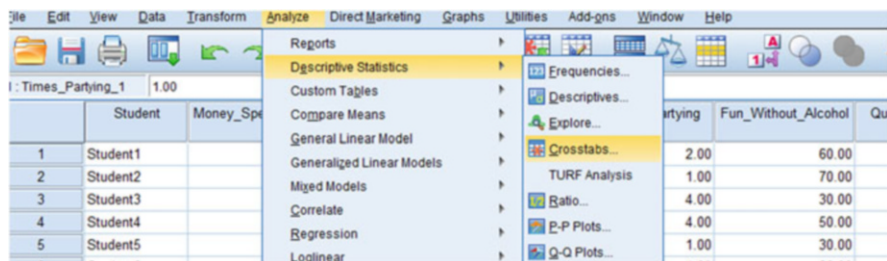 File Edit View Data Transform Analyze Direct Marketing Graphs Utilities Add-ons Window Help
: Times_Partying_1 1.00
Reports
Descriptive Statistics
Custom Tables
Compare Means
General Linear Model
Generalized Linear Models
Mixed Models
Correlate
Regression
Loglinear
Frequencies...
Descriptives...
Explore...
Crosstabs...
TURF Analysis
Ratio...
P-P Plots...
Q-Q Plots...
Student Money_Spe artying Fun_Without_Alcohol Qu
1 Student1 2.00 60.00
2 Student2 1.00 70.00
3 Student3 4.00 30.00
4 Student4 4.00 50.00
5 Student5 1.00 30.00